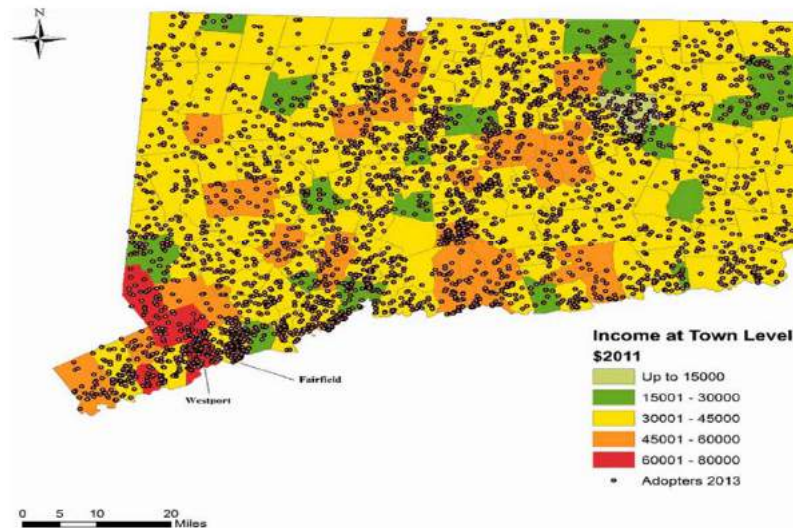 N
Fairfield
Westport
Income at Town Level
$2011
Up to 15000
15001 - 30000
30001 - 45000
45001 - 60000
60001 - 80000
Adopters 2013
0 5 10 20
Miles